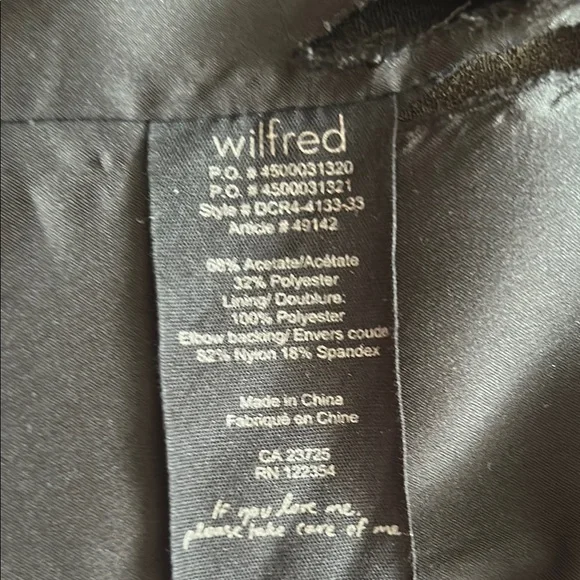 wilfred
P.O. # 4500031320
P.O. # 4500031321
Style # DCR4-4133-33
Article # 49142
68% Acetate/Acétate
32% Polyester
Lining/ Doublure:
100% Polyester
Elbow backing/ Envers coude
82% Nylon 18% Spandex
Made in China
Fabriqué en Chine
CA 23725
RN 122354
If you love me,
please take care of me